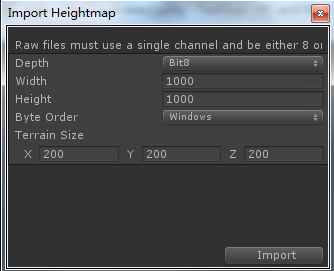 Import Heightmap
Raw files must use a single channel and be either 8 or
Depth Bit8
Width 1000
Height 1000
Byte Order Windows
Terrain Size
X 200 Y 200 Z 200
Import